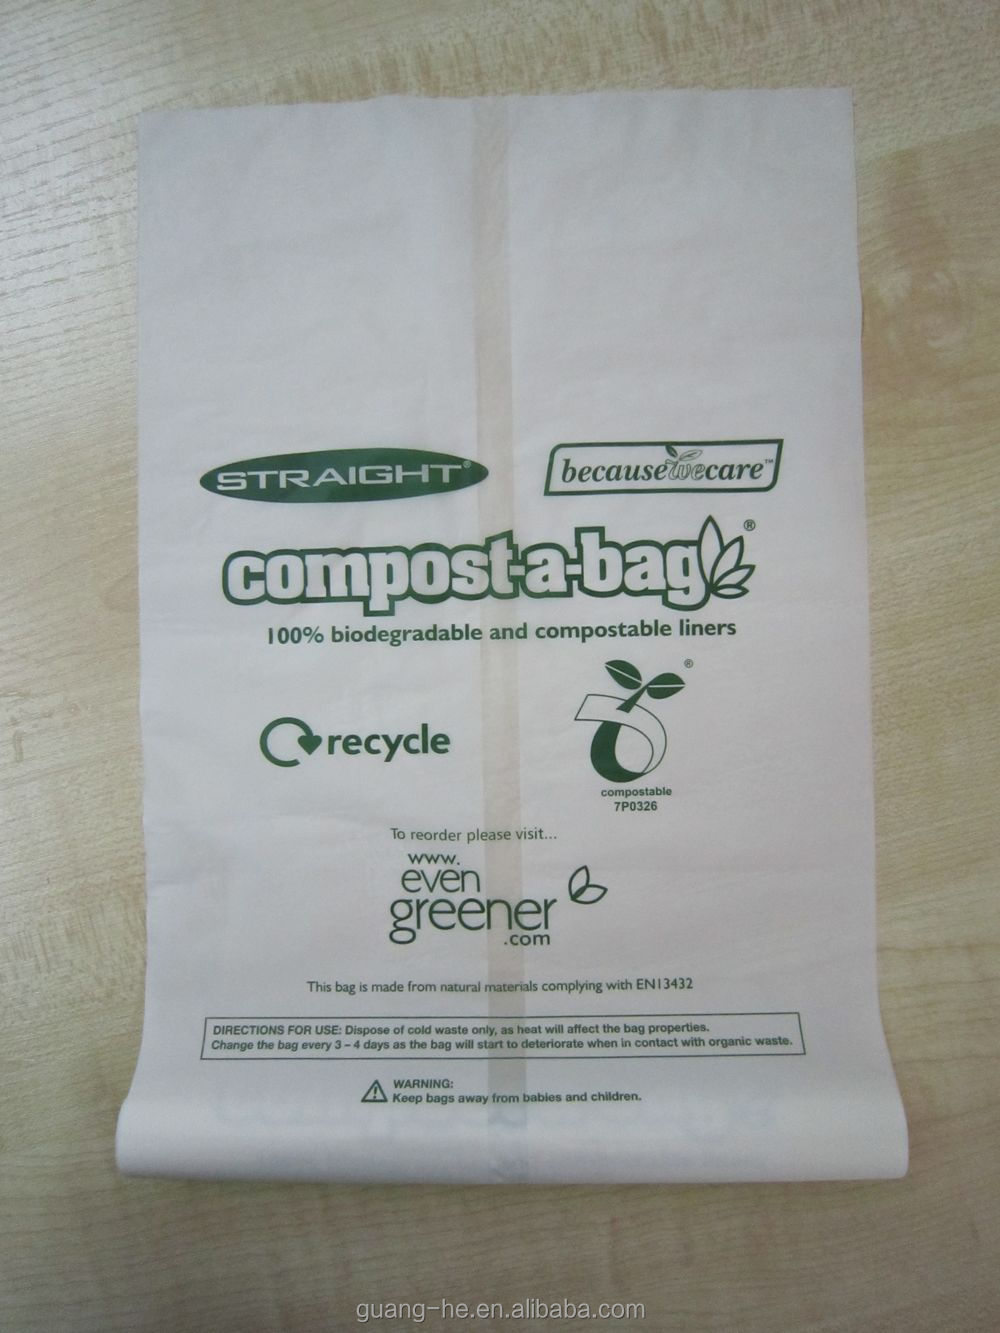 STRAIGHT®
becausewecare™
compost-a-bag®
100% biodegradable and compostable liners
recycle
®
compostable
7P0326
To reorder please visit...
www.
even
greener
.com
This bag is made from natural materials complying with EN13432
DIRECTIONS FOR USE: Dispose of cold waste only, as heat will affect the bag properties.
Change the bag every 3 – 4 days as the bag will start to deteriorate when in contact with organic waste.
WARNING:
Keep bags away from babies and children.
guang-he.en.alibaba.com